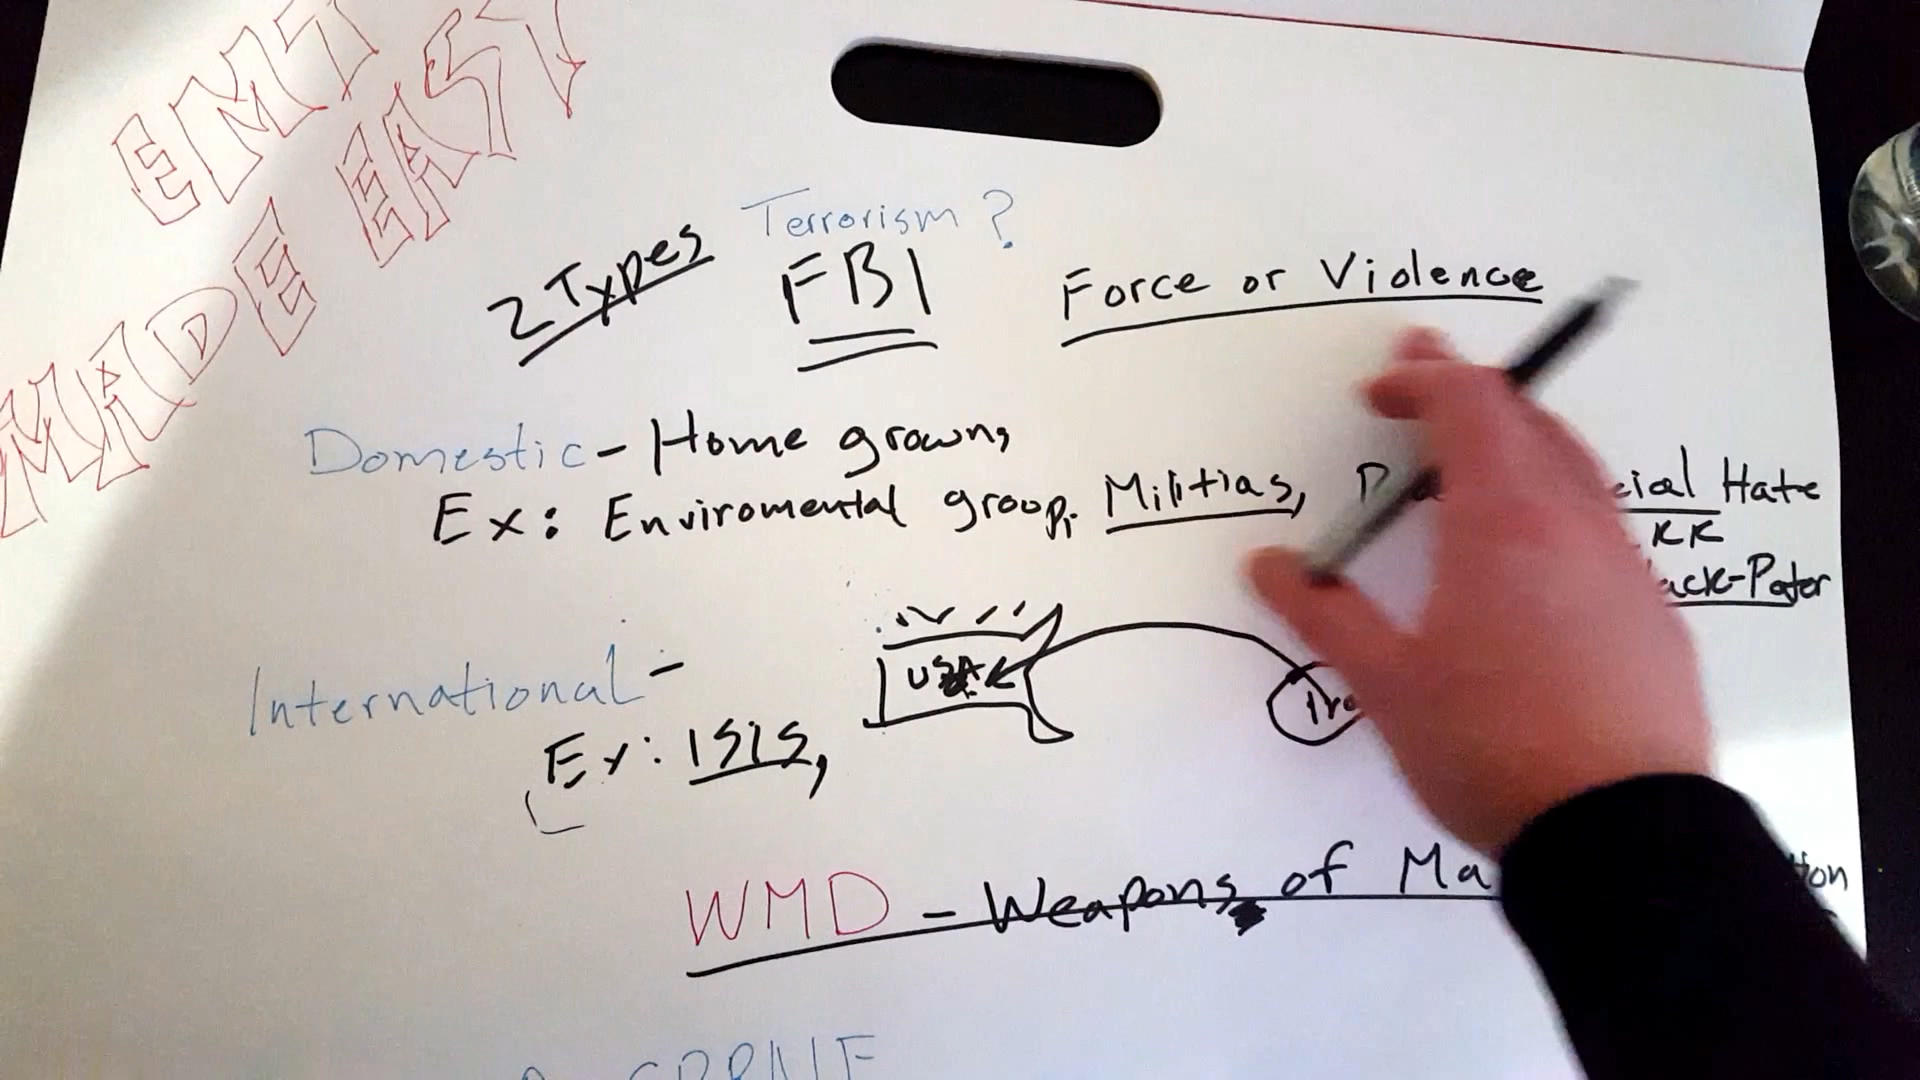 EMT
MADE EASY
Terrorism?
2 Types FBI Force or Violence
Domestic - Home grown,
Ex: Enviromental group, Militias, Hate
KK
International -
USA
Ex: ISIS,
WMD - Weapons of Ma